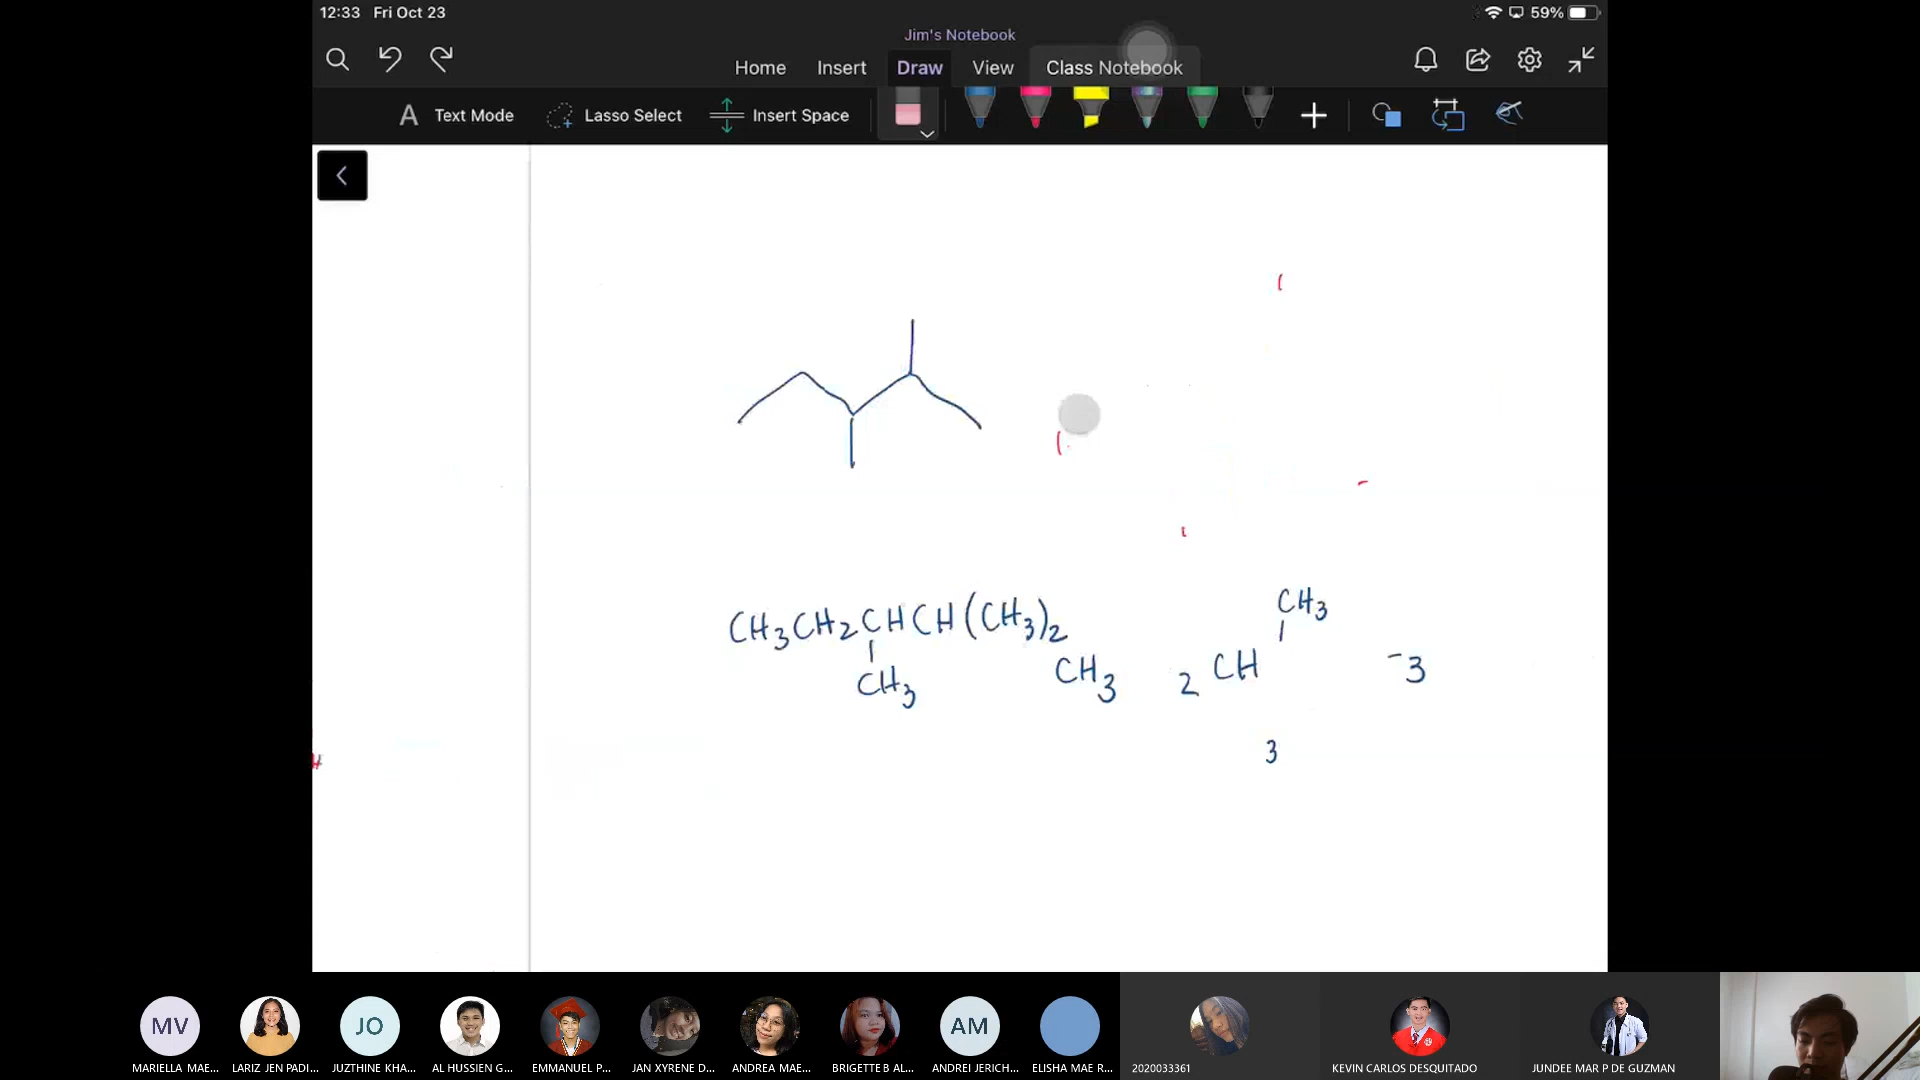 12:33 Fri Oct 23
59%
Jim's Notebook
Home Insert Draw View Class Notebook
A Text Mode Lasso Select Insert Space
CH3CH2CHCH(CH3)2
CH3
CH3
CH3 2 CH -3
3
MV JO AM
MARIELLA MAE... LARIZ JEN PADI... JUZTHINE KHA... AL HUSSIEN G... EMMANUEL P... JAN XYRENE D... ANDREA MAE... BRIGETTE B AL... ANDREI JERICH... ELISHA MAE R... 2020033361 KEVIN CARLOS DESQUITADO JUNDEE MAR P DE GUZMAN